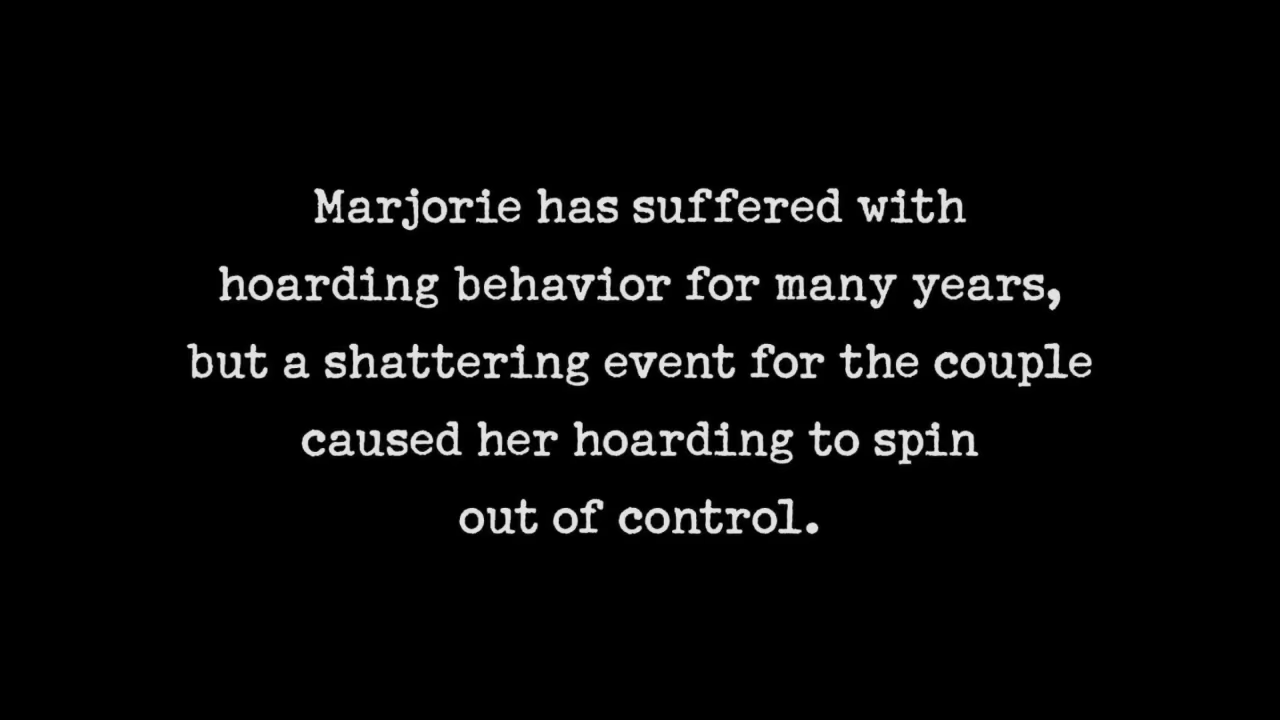 Marjorie has suffered with
hoarding behavior for many years,
but a shattering event for the couple
caused her hoarding to spin
out of control.